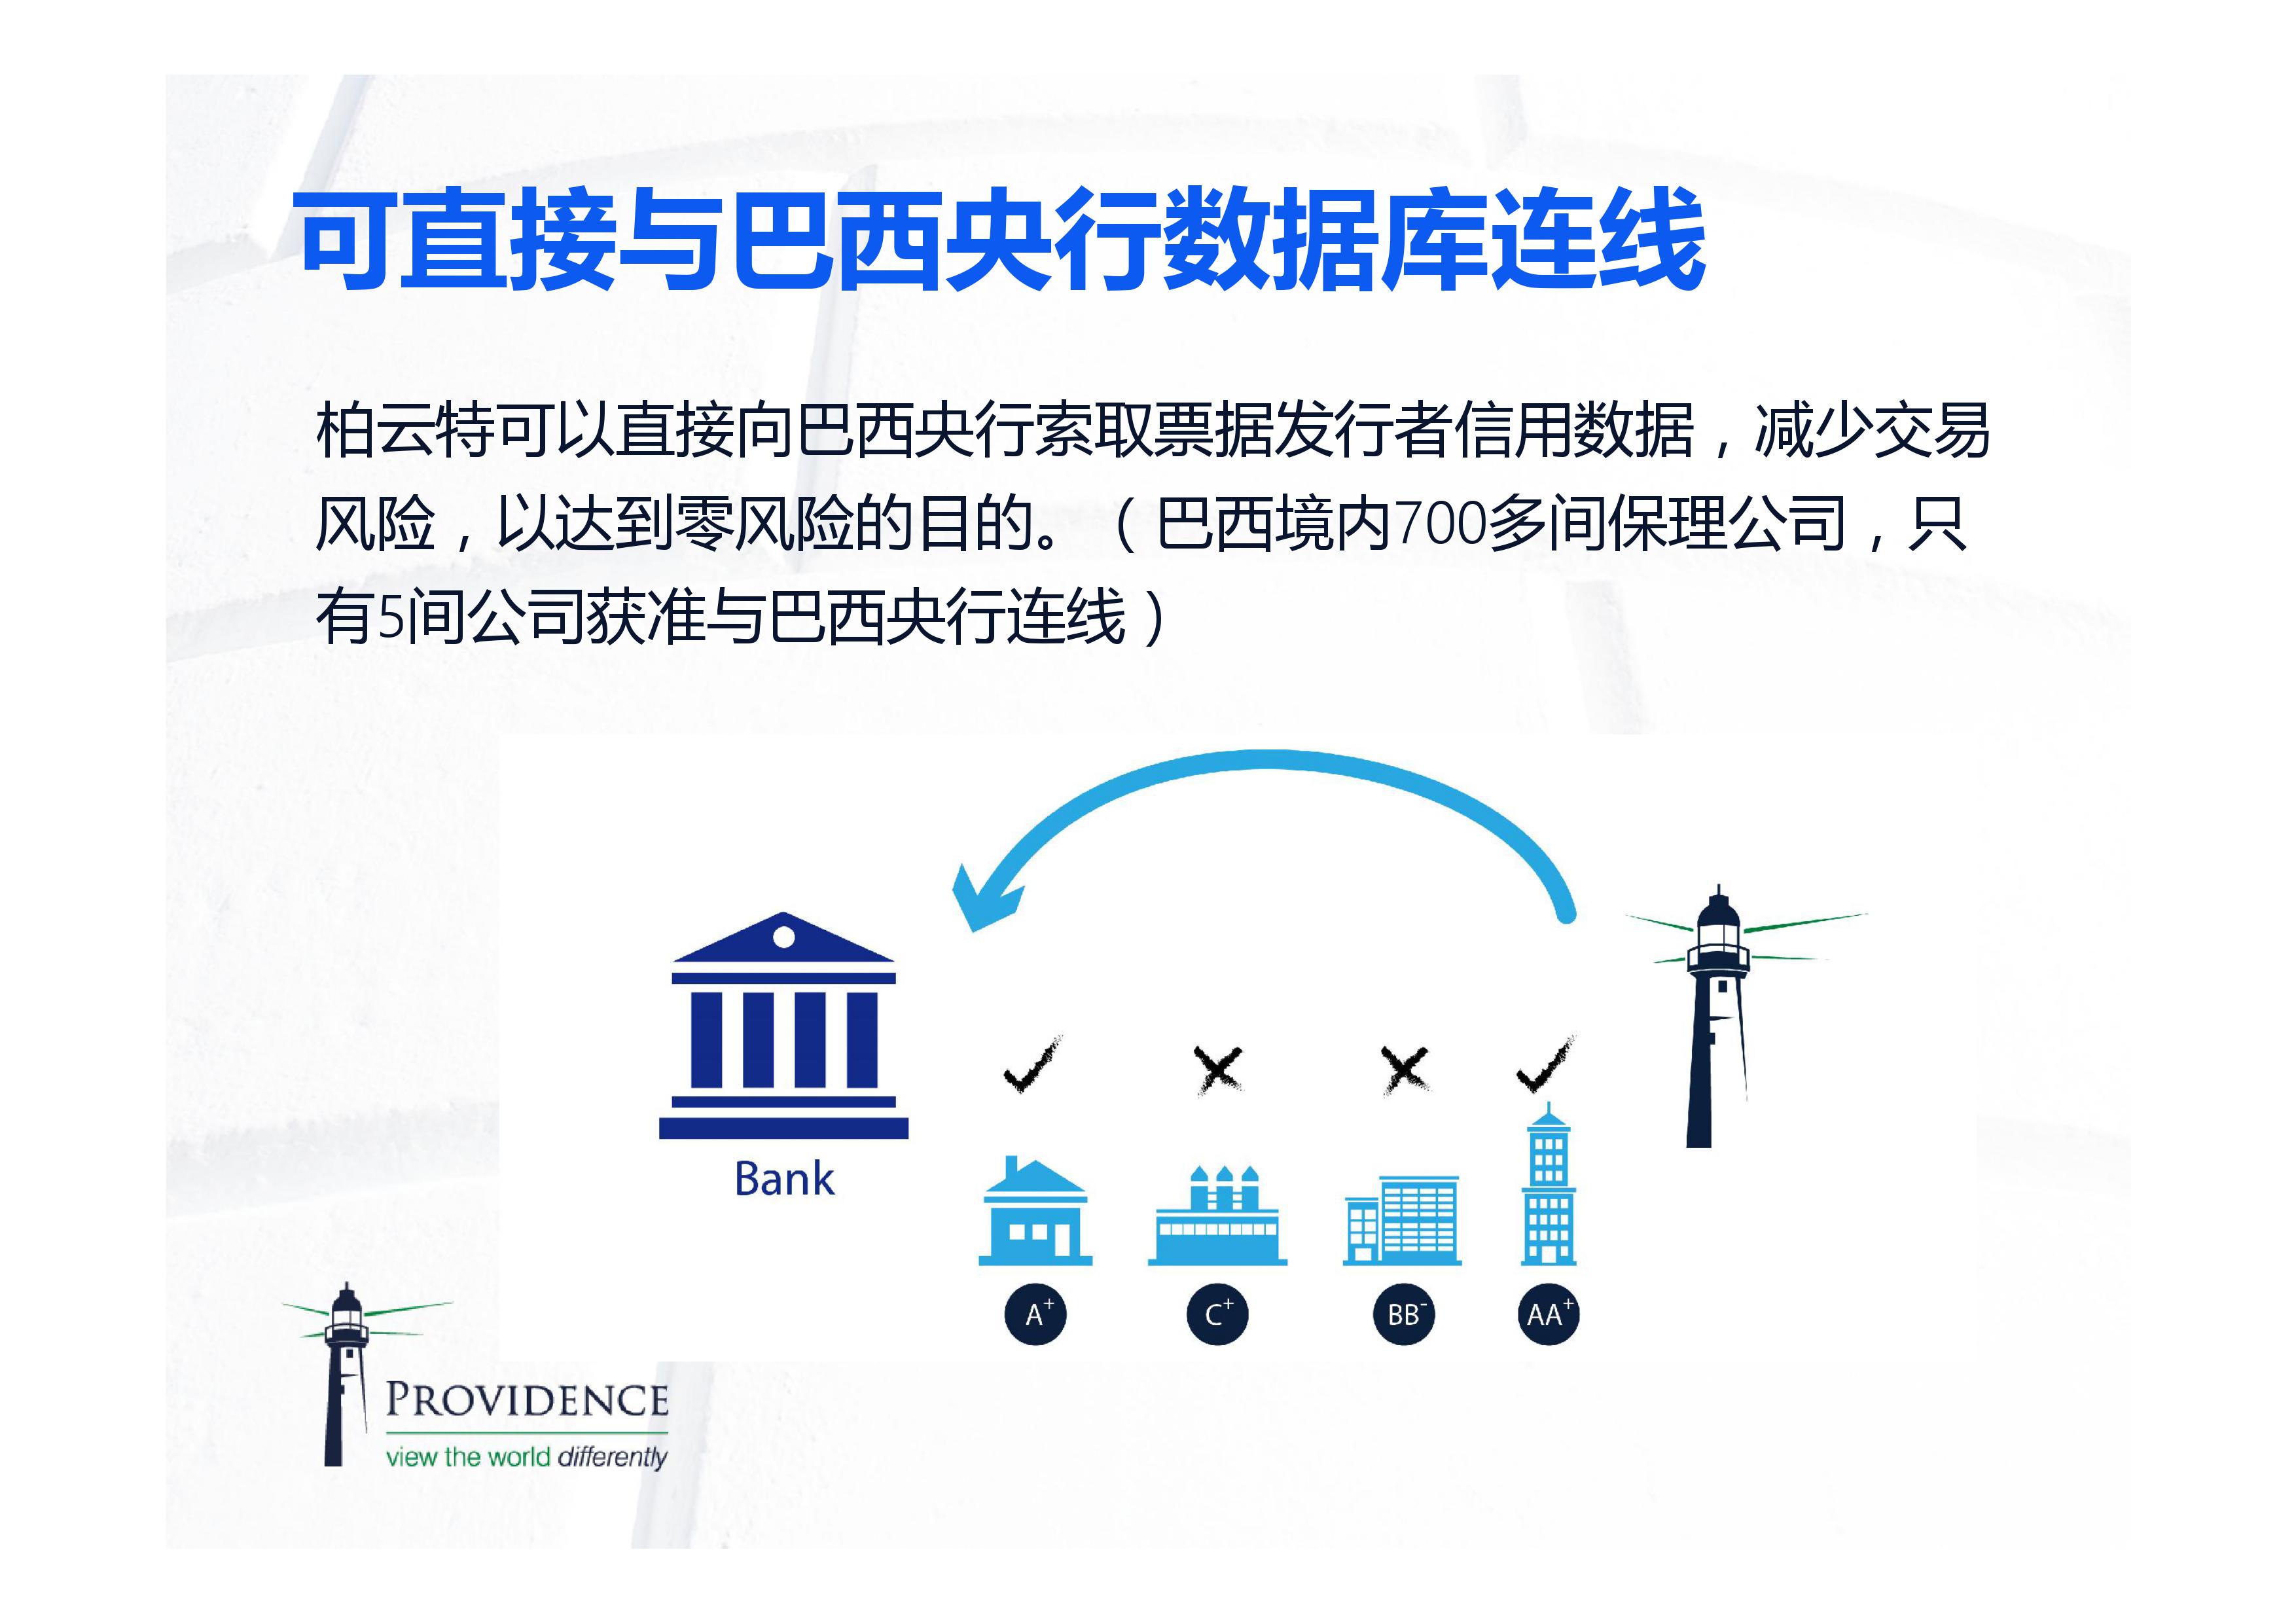 可直接与巴西央行数据库连线
柏云特可以直接向巴西央行索取票据发行者信用数据，减少交易
风险，以达到零风险的目的。（巴西境内700多间保理公司，只
有5间公司获准与巴西央行连线）
Bank
A+
C+
BB-
AA+
PROVIDENCE
view the world differently